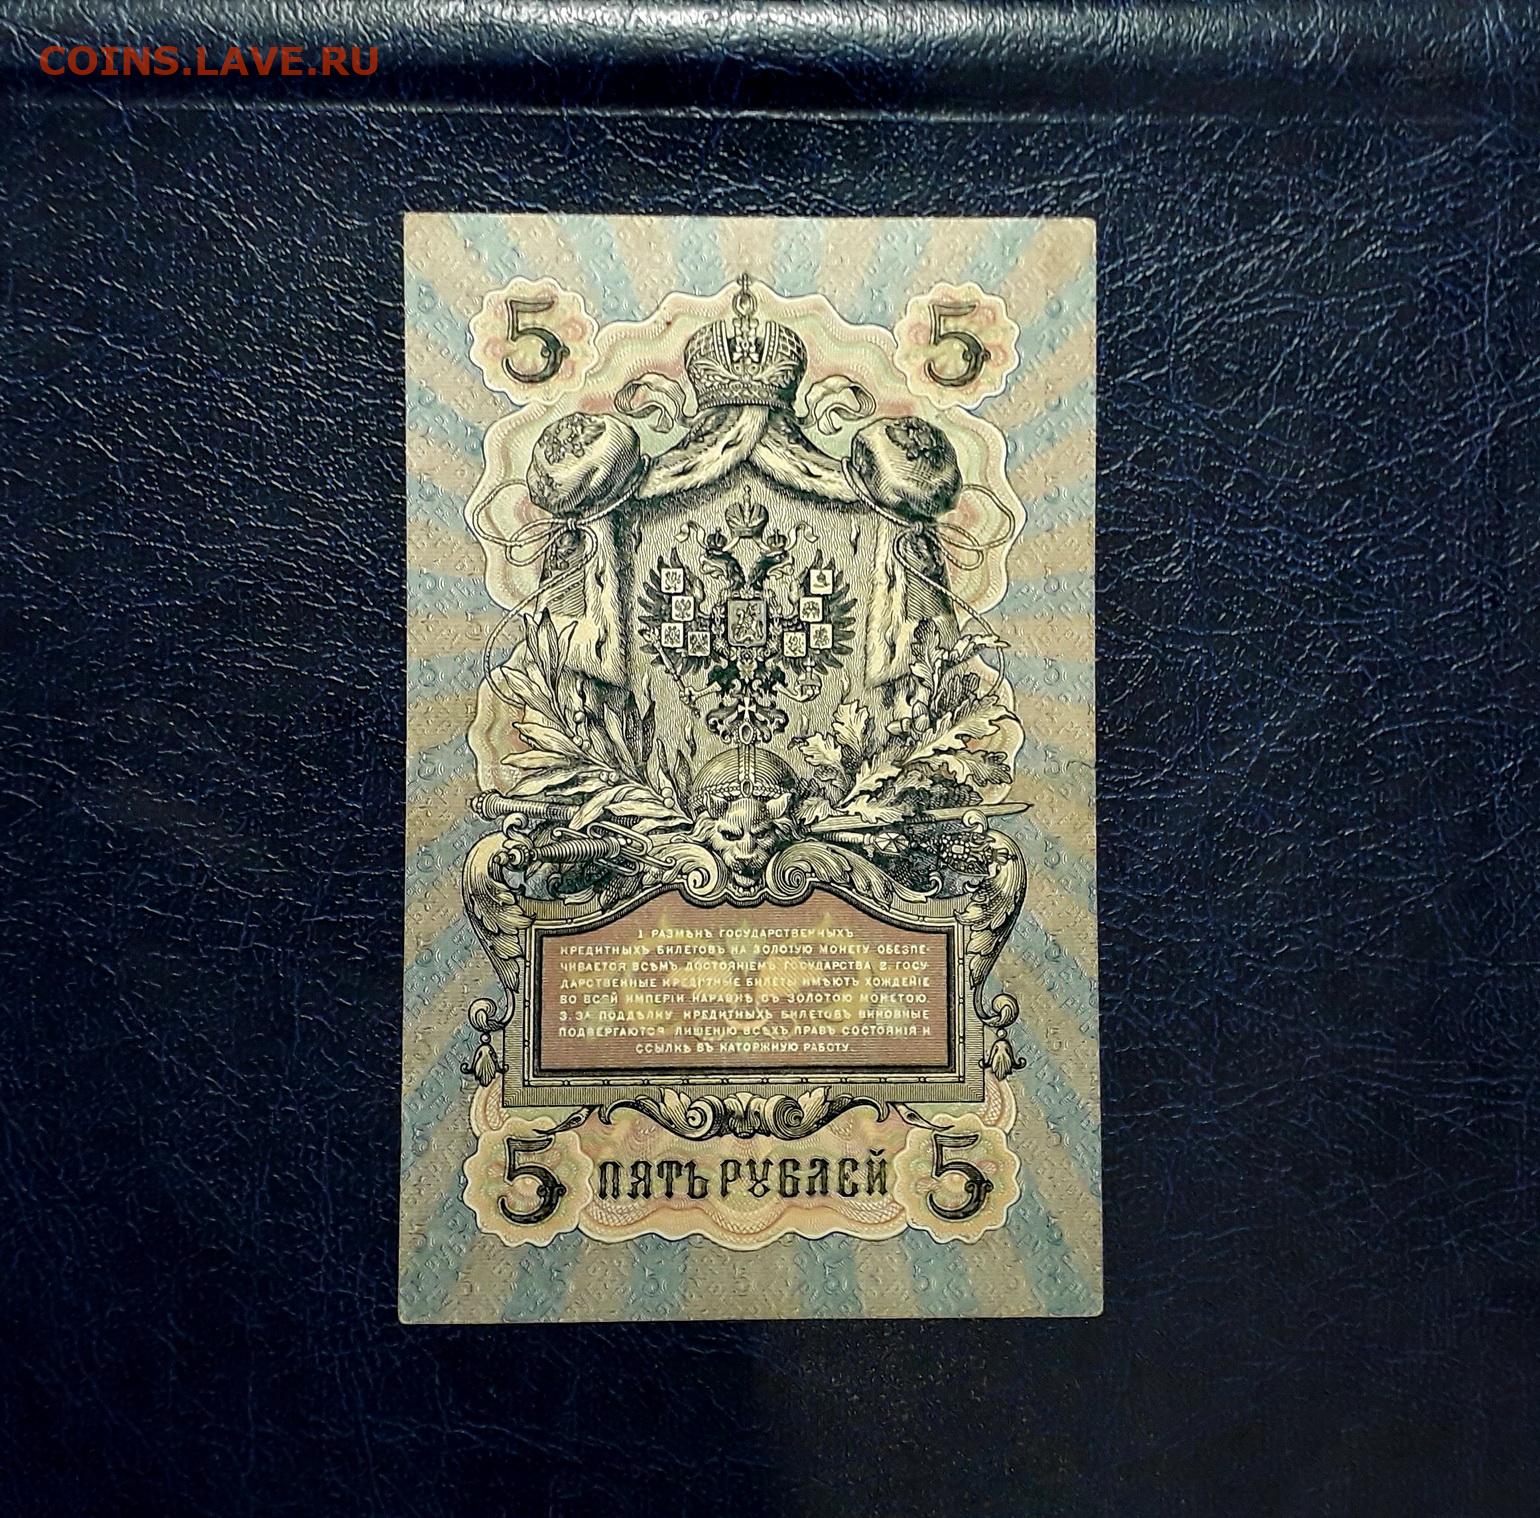 COINS.LAVE.RU
5 5
1 РАЗМѢНЪ ГОСУДАРСТВЕННЫХЪ
КРЕДИТНЫХЪ БИЛЕТОВЪ НА ЗОЛОТУЮ МОНЕТУ ОБЕЗПЕ-
ЧИВАЕТСЯ ВСѢМЪ ДОСТОЯНІЕМЪ ГОСУДАРСТВА 2. ГОСУ-
ДАРСТВЕННЫЕ КРЕДИТНЫЕ БИЛЕТЫ ИМѢЮТЪ ХОЖДЕНІЕ
ВО ВСЕЙ ИМПЕРІИ НАРАВНѢ СЪ ЗОЛОТОЮ МОНЕТОЮ.
3. ЗА ПОДДѢЛКУ КРЕДИТНЫХЪ БИЛЕТОВЪ ВИНОВНЫЕ
ПОДВЕРГАЮТСЯ ЛИШЕНІЮ ВСѢХЪ ПРАВЪ СОСТОЯНІЯ И
ССЫЛКѢ ВЪ КАТОРЖНУЮ РАБОТУ.
5 ПЯТЬ РУБЛЕЙ 5